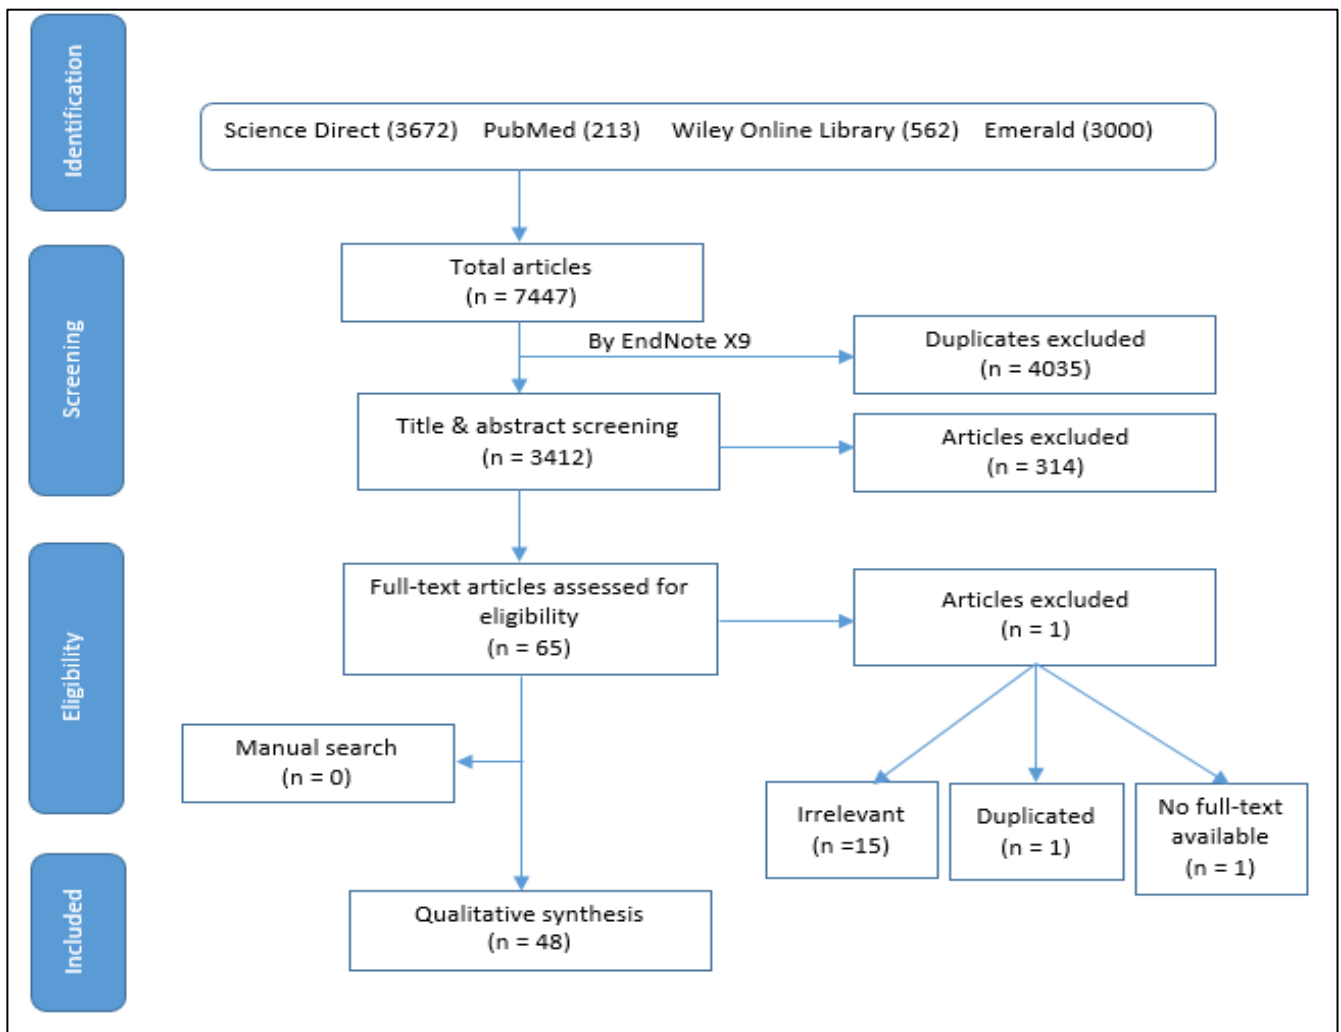 Identification
Science Direct (3672) PubMed (213) Wiley Online Library (562) Emerald (3000)
Screening
Total articles
(n = 7447)
By EndNote X9
Duplicates excluded
(n = 4035)
Title & abstract screening
(n = 3412)
Articles excluded
(n = 314)
Eligibility
Full-text articles assessed for
eligibility
(n = 65)
Articles excluded
(n = 1)
Manual search
(n = 0)
Irrelevant
(n =15)
Duplicated
(n = 1)
No full-text
available
(n = 1)
Included
Qualitative synthesis
(n = 48)